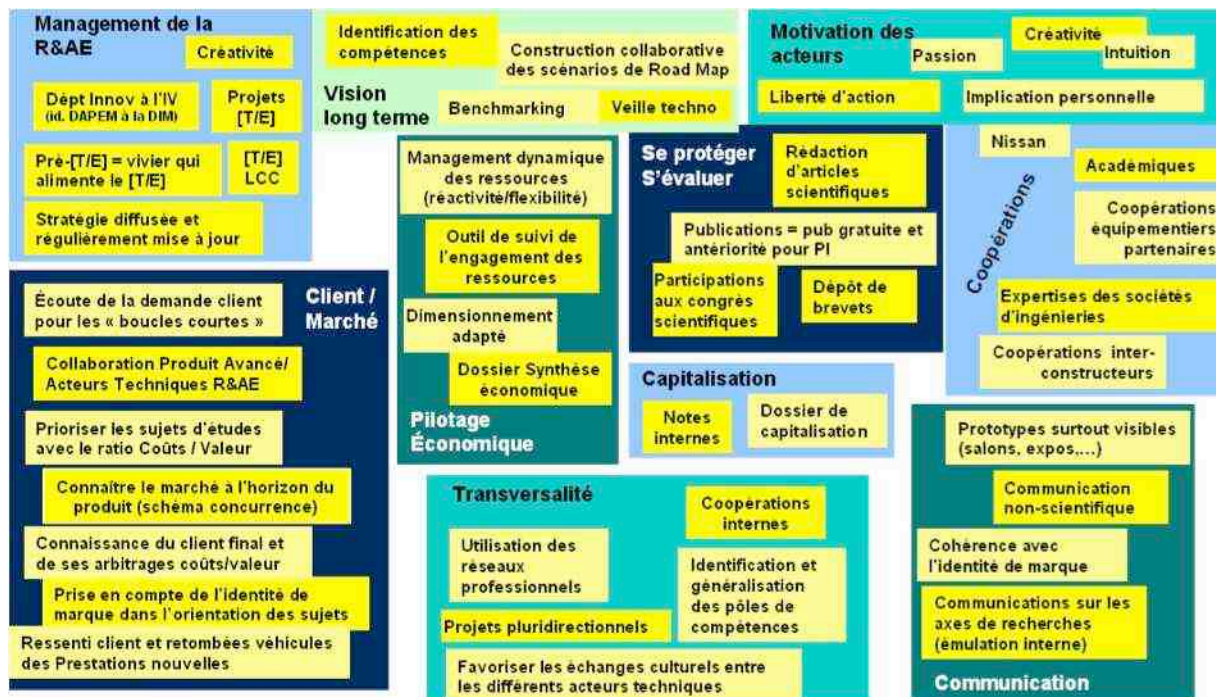 Management de la
R&AE
Créativité
Dépt Innov à l'IV
(id. DAPEM à la DIM)
Projets
[T/E]
Pré-[T/E] = vivier qui
alimente le [T/E]
[T/E]
LCC
Stratégie diffusée et
régulièrement mise à jour
Identification des
compétences
Construction collaborative
des scénarios de Road Map
Vision
long terme
Benchmarking
Veille techno
Motivation des
acteurs
Passion
Créativité
Intuition
Liberté d'action
Implication personnelle
Management dynamique
des ressources
(réactivité/flexibilité)
Outil de suivi de
l'engagement des
ressources
Dimensionnement
adapté
Dossier Synthèse
économique
Pilotage
Économique
Se protéger
S'évaluer
Rédaction
d'articles
scientifiques
Publications = pub gratuite et
antériorité pour PI
Participations
aux congrès
scientifiques
Dépôt de
brevets
Nissan
Académiques
Coopérations
Coopérations
équipementiers
partenaires
Expertises des sociétés
d'ingénieries
Coopérations inter-
constructeurs
Client /
Marché
Écoute de la demande client
pour les « boucles courtes »
Collaboration Produit Avancé/
Acteurs Techniques R&AE
Prioriser les sujets d'études
avec le ratio Coûts / Valeur
Connaître le marché à l'horizon du
produit (schéma concurrence)
Connaissance du client final et
de ses arbitrages coûts/valeur
Prise en compte de l'identité de
marque dans l'orientation des sujets
Ressenti client et retombées véhicules
des Prestations nouvelles
Capitalisation
Notes
internes
Dossier de
capitalisation
Transversalité
Coopérations
internes
Utilisation des
réseaux
professionnels
Identification et
généralisation
des pôles de
compétences
Projets pluridirectionnels
Favoriser les échanges culturels entre
les différents acteurs techniques
Prototypes surtout visibles
(salons, expos,...)
Communication
non-scientifique
Cohérence avec
l'identité de marque
Communications sur les
axes de recherches
(émulation interne)
Communication